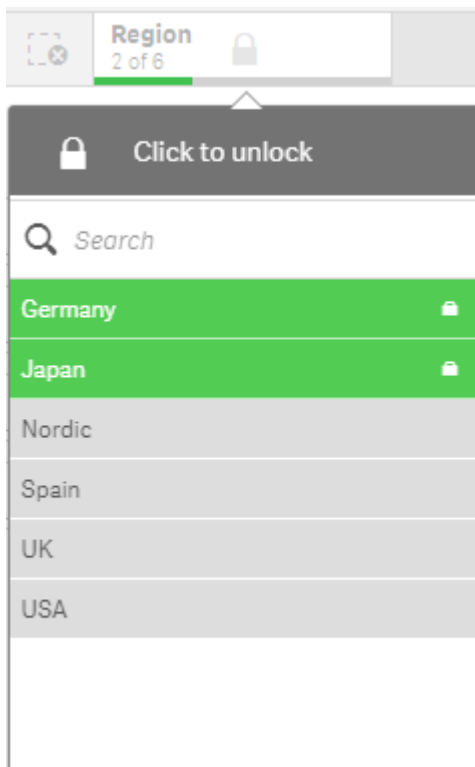 Region
2 of 6
Click to unlock
Search
Germany
Japan
Nordic
Spain
UK
USA